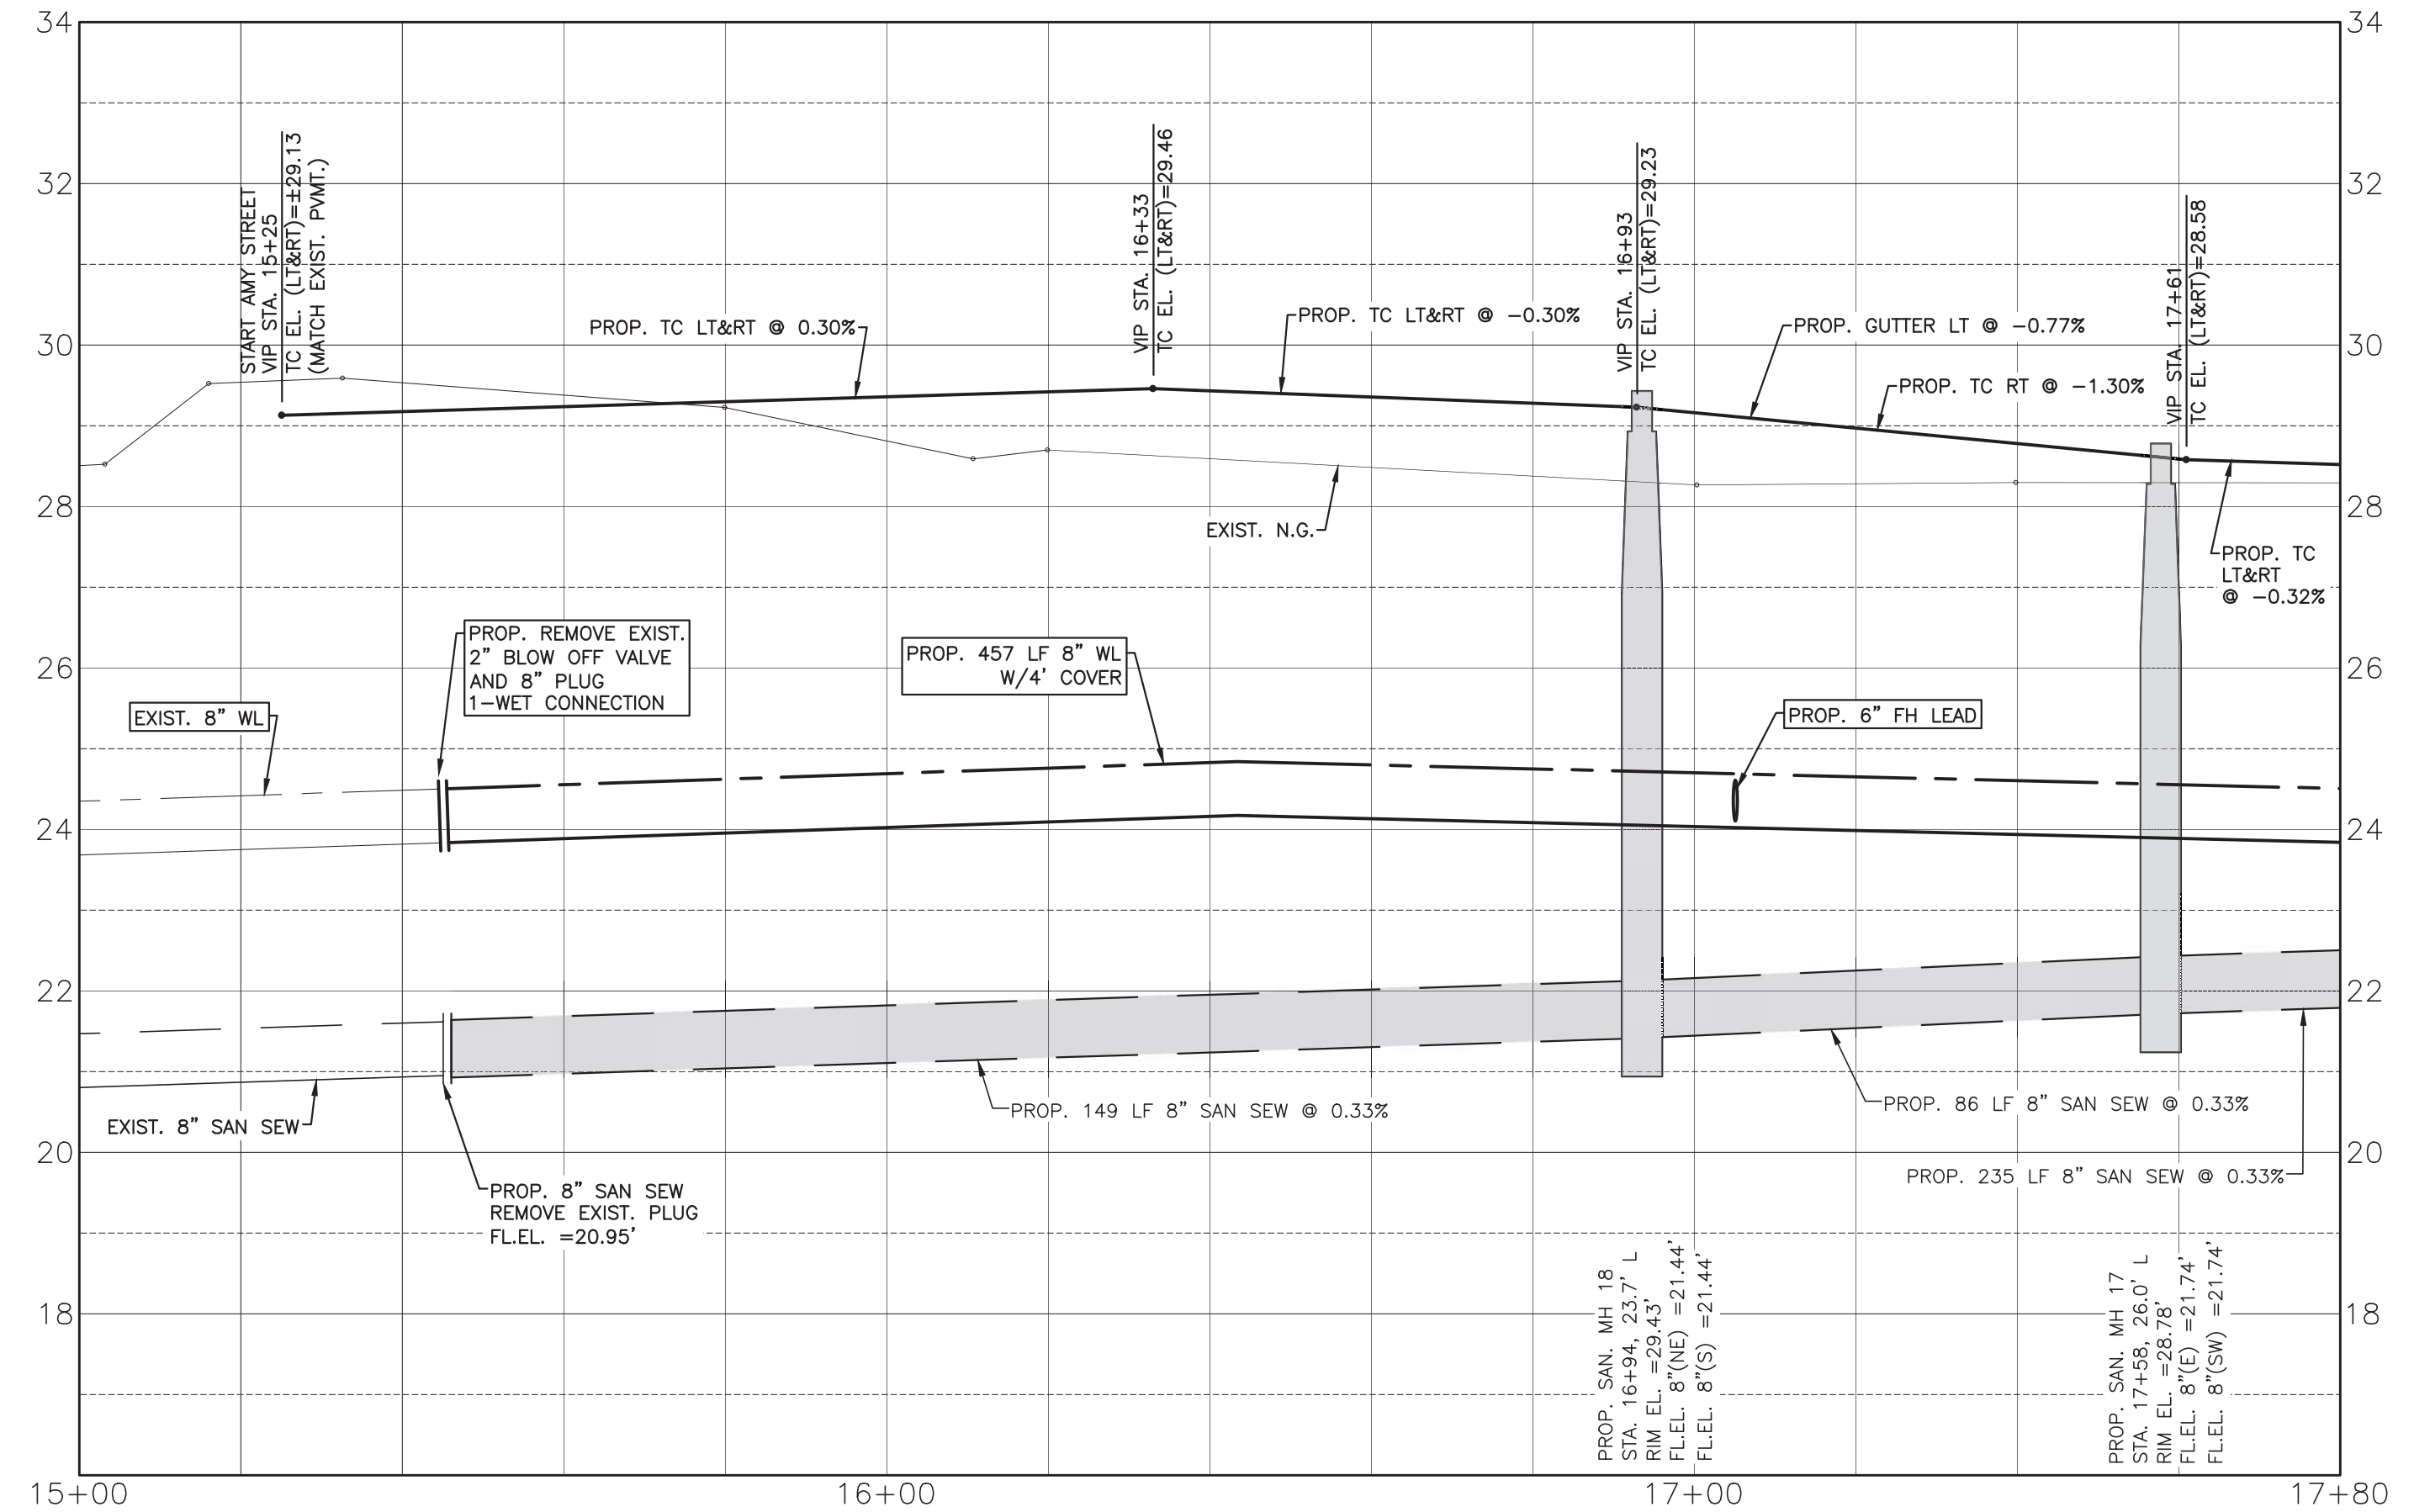 34
34
32
32
30
30
28
28
26
26
24
24
22
22
20
20
18
18
15+00
16+00
17+00
17+80
START AMY STREET
VIP STA. 15+25
TC EL. (LT&RT)=±29.13
(MATCH EXIST. PVMT.)
VIP STA. 16+33
TC EL. (LT&RT)=29.46
VIP STA. 16+93
TC EL. (LT&RT)=29.23
VIP STA. 17+61
TC EL. (LT&RT)=28.58
PROP. TC LT&RT @ 0.30%
PROP. TC LT&RT @ -0.30%
PROP. GUTTER LT @ -0.77%
PROP. TC RT @ -1.30%
EXIST. N.G.
PROP. TC
LT&RT
@ -0.32%
PROP. REMOVE EXIST.
2" BLOW OFF VALVE
AND 8" PLUG
1-WET CONNECTION
PROP. 457 LF 8" WL
W/4' COVER
EXIST. 8" WL
PROP. 6" FH LEAD
EXIST. 8" SAN SEW
PROP. 149 LF 8" SAN SEW @ 0.33%
PROP. 86 LF 8" SAN SEW @ 0.33%
PROP. 235 LF 8" SAN SEW @ 0.33%
PROP. 8" SAN SEW
REMOVE EXIST. PLUG
FL.EL. =20.95'
PROP. SAN. MH 18
STA. 16+94, 23.7' L
RIM EL. =29.43'
FL.EL. 8"(NE) =21.44'
FL.EL. 8"(S) =21.44'
PROP. SAN. MH 17
STA. 17+58, 26.0' L
RIM EL. =28.78'
FL.EL. 8"(E) =21.74'
FL.EL. 8"(SW) =21.74'